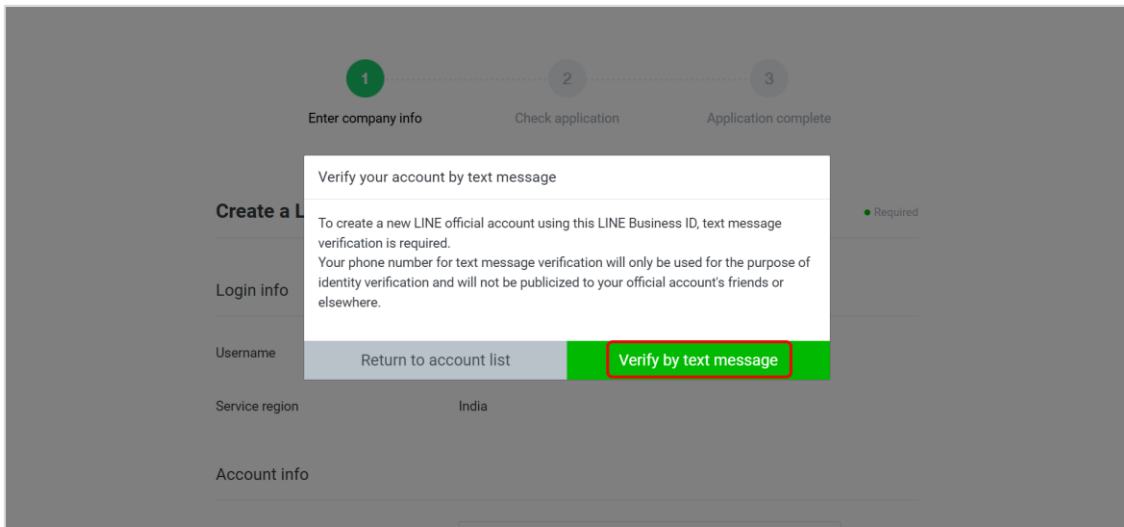 1
2
3
Enter company info
Check application
Application complete
Verify your account by text message
Create a L
Required
To create a new LINE official account using this LINE Business ID, text message
verification is required.
Your phone number for text message verification will only be used for the purpose of
identity verification and will not be publicized to your official account's friends or
elsewhere.
Login info
Username
Return to account list
Verify by text message
Service region
India
Account info